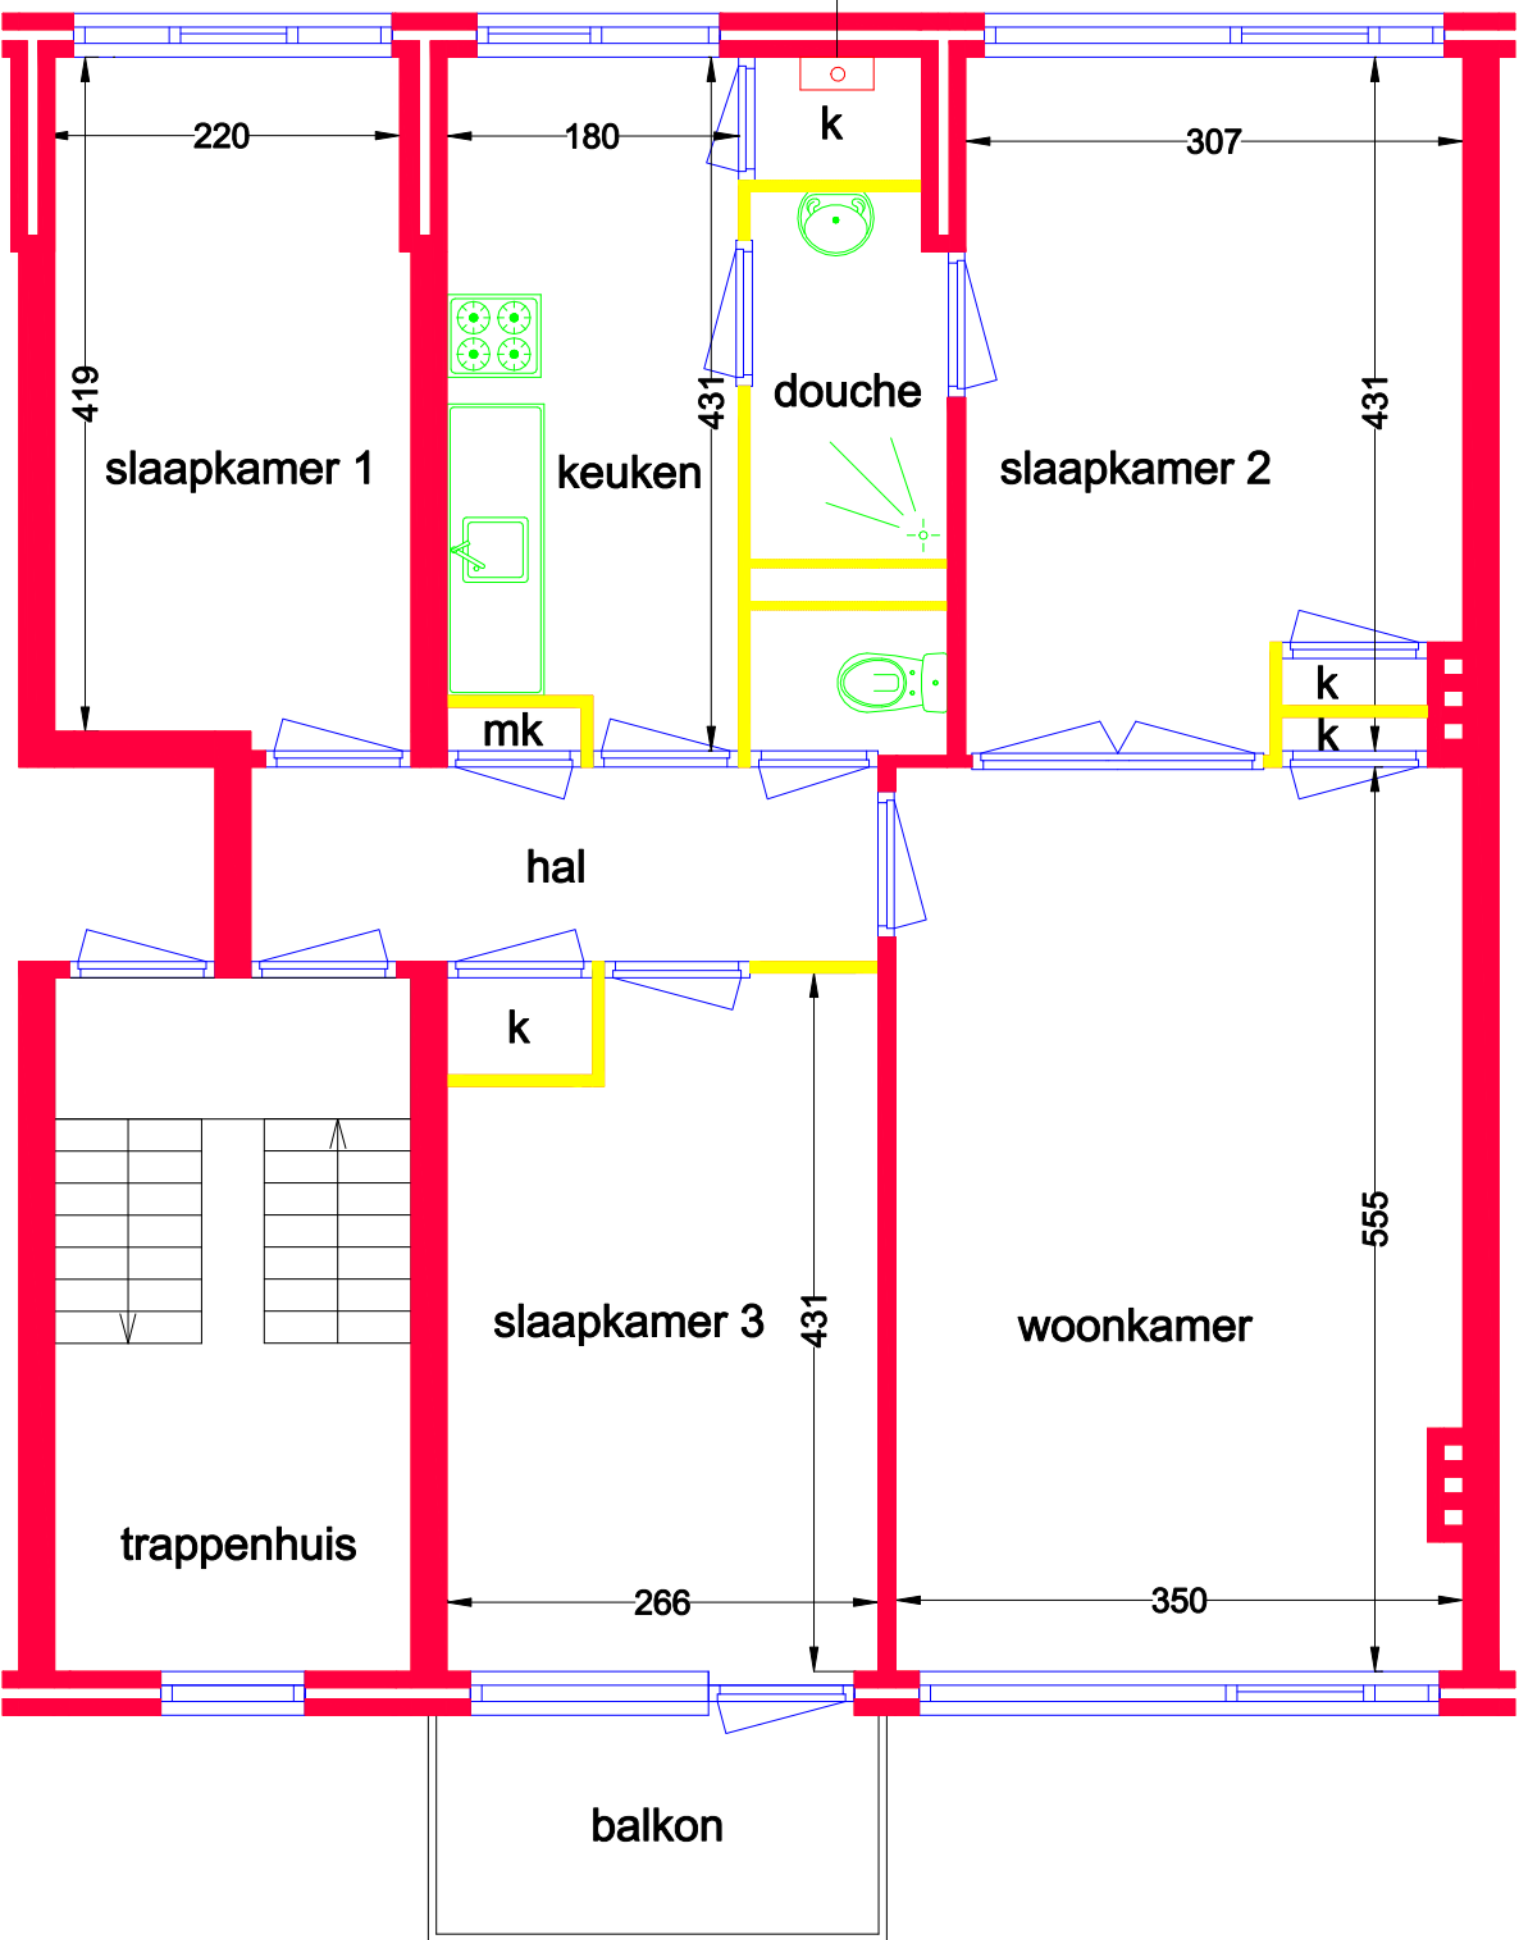 k
220
180
307
419
431
431
douche
slaapkamer 1
keuken
slaapkamer 2
k
mk
k
hal
k
555
slaapkamer 3
431
woonkamer
trappenhuis
266
350
balkon